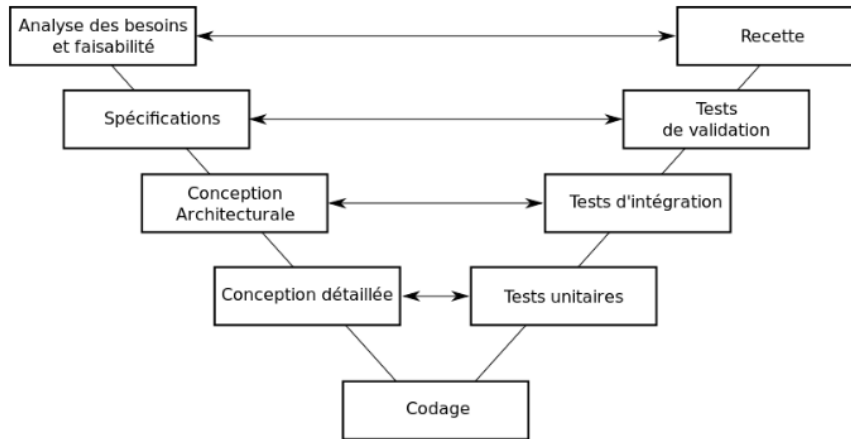 Analyse des besoins
et faisabilité
Recette
Spécifications
Tests
de validation
Conception
Architecturale
Tests d'intégration
Conception détaillée
Tests unitaires
Codage